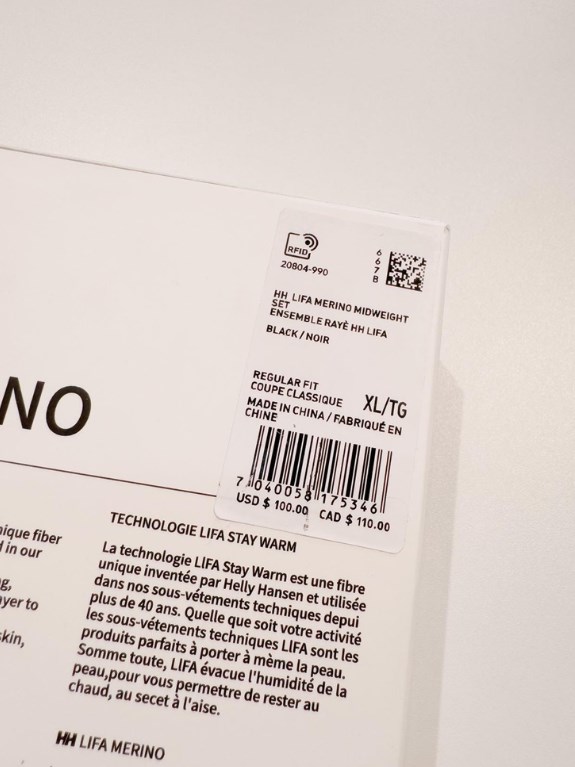 RFID
20804-990
6
6
7
8
HH LIFA MERINO MIDWEIGHT
SET
ENSEMBLE RAYÉ HH LIFA
BLACK / NOIR
REGULAR FIT
COUPE CLASSIQUE
XL/TG
MADE IN CHINA / FABRIQUÉ EN
CHINE
7 040058 175346
USD $ 100.00 CAD $ 110.00
NO
nique fiber
d in our
g,
ayer to
skin,
TECHNOLOGIE LIFA STAY WARM
La technologie LIFA Stay Warm est une fibre
unique inventée par Helly Hansen et utilisée
dans nos sous-vêtements techniques depui
plus de 40 ans. Quelle que soit votre activité
les sous-vêtements techniques LIFA sont les
produits parfaits à porter à même la peau.
Somme toute, LIFA évacue l'humidité de la
peau,pour vous permettre de rester au
chaud, au secet à l'aise.
HH LIFA MERINO